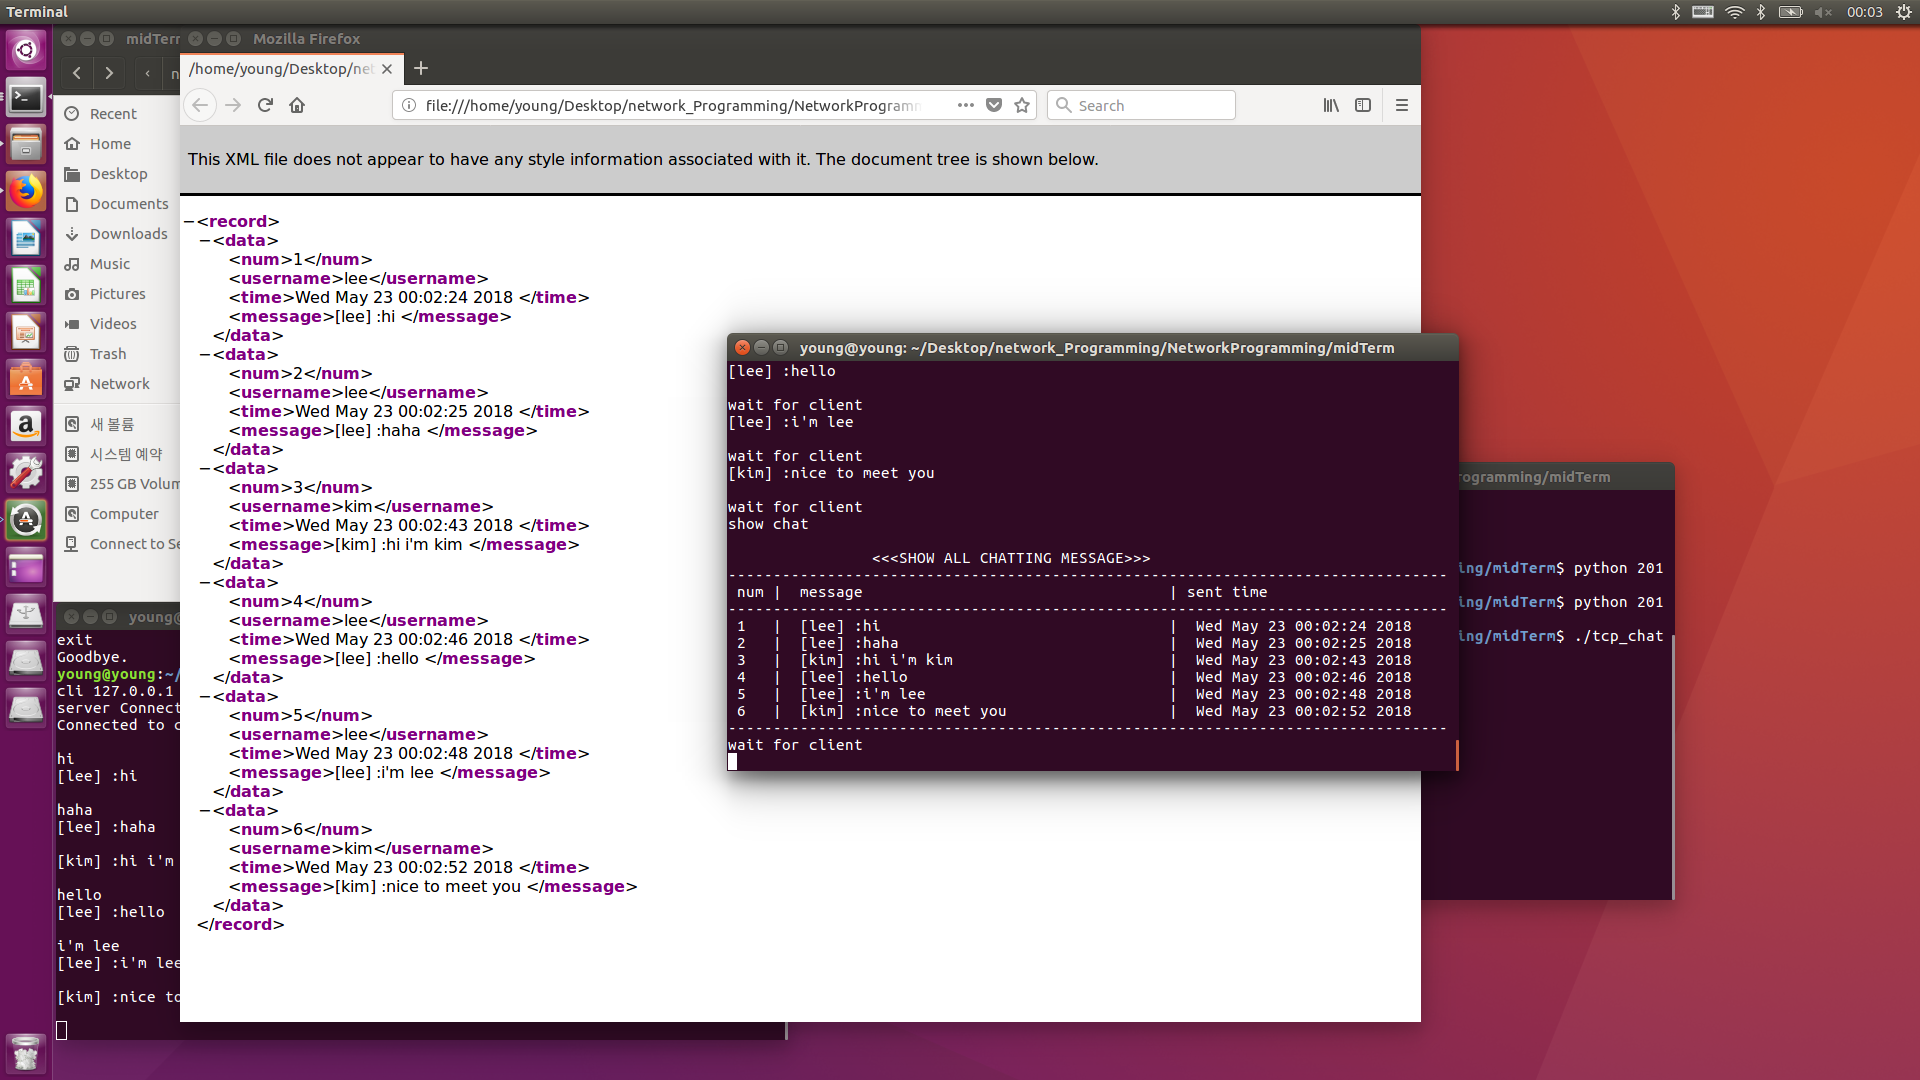 Terminal
00:03
midTerr
Mozilla Firefox
/home/young/Desktop/net
file:///home/young/Desktop/network_Programming/NetworkProgramm
Search
Recent
Home
Desktop
Documents
Downloads
Music
Pictures
Videos
Trash
Network
새 볼륨
시스템 예약
255 GB Volum
Computer
Connect to Se
This XML file does not appear to have any style information associated with it. The document tree is shown below.
−<record>
−<data>
<num>1</num>
<username>lee</username>
<time>Wed May 23 00:02:24 2018 </time>
<message>[lee] :hi </message>
</data>
−<data>
<num>2</num>
<username>lee</username>
<time>Wed May 23 00:02:25 2018 </time>
<message>[lee] :haha </message>
</data>
−<data>
<num>3</num>
<username>kim</username>
<time>Wed May 23 00:02:43 2018 </time>
<message>[kim] :hi i'm kim </message>
</data>
−<data>
<num>4</num>
<username>lee</username>
<time>Wed May 23 00:02:46 2018 </time>
<message>[lee] :hello </message>
</data>
−<data>
<num>5</num>
<username>lee</username>
<time>Wed May 23 00:02:48 2018 </time>
<message>[lee] :i'm lee </message>
</data>
−<data>
<num>6</num>
<username>kim</username>
<time>Wed May 23 00:02:52 2018 </time>
<message>[kim] :nice to meet you </message>
</data>
</record>
young@young: ~/Desktop/network_Programming/NetworkProgramming/midTerm
[lee] :hello
wait for client
[lee] :i'm lee
wait for client
[kim] :nice to meet you
wait for client
show chat
<<<SHOW ALL CHATTING MESSAGE>>>
--------------------------------------------------------------------------------
num | message | sent time
--------------------------------------------------------------------------------
1 | [lee] :hi | Wed May 23 00:02:24 2018
2 | [lee] :haha | Wed May 23 00:02:25 2018
3 | [kim] :hi i'm kim | Wed May 23 00:02:43 2018
4 | [lee] :hello | Wed May 23 00:02:46 2018
5 | [lee] :i'm lee | Wed May 23 00:02:48 2018
6 | [kim] :nice to meet you | Wed May 23 00:02:52 2018
--------------------------------------------------------------------------------
wait for client
rogramming/midTerm
ing/midTerm$ python 201
ing/midTerm$ python 201
ing/midTerm$ ./tcp_chat
young@
exit
Goodbye.
young@young:~/
cli 127.0.0.1
server Connect
Connected to c
hi
[lee] :hi
haha
[lee] :haha
[kim] :hi i'm
hello
[lee] :hello
i'm lee
[lee] :i'm lee
[kim] :nice to